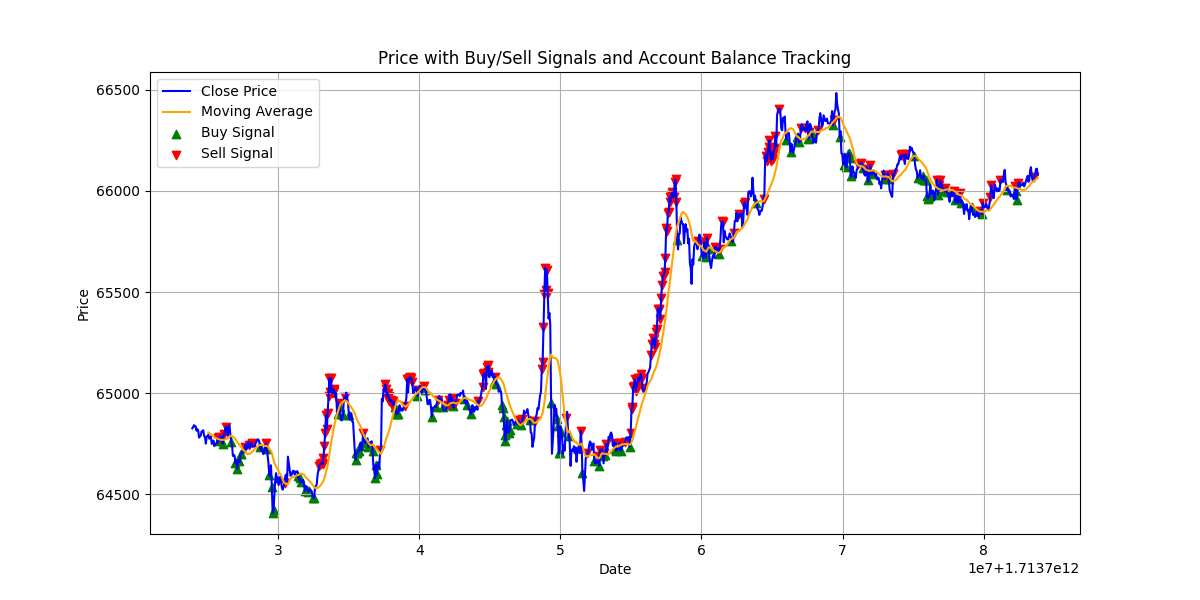 Price with Buy/Sell Signals and Account Balance Tracking
Close Price
Moving Average
Buy Signal
Sell Signal
66500
66000
65500
65000
64500
Price
3 4 5 6 7 8
Date
1e7+1.7137e12